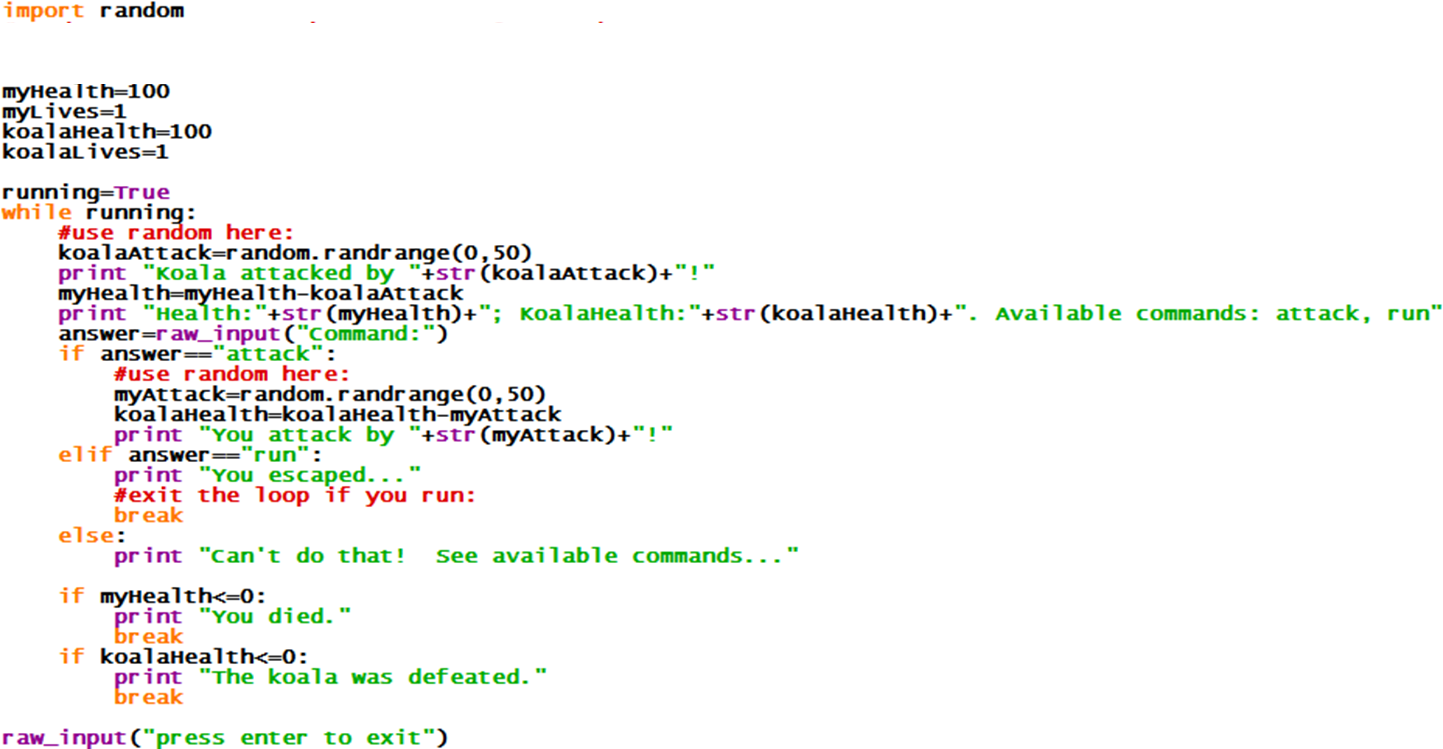 import random
myHealth=100
myLives=1
koalaHealth=100
koalaLives=1
running=True
while running:
    #use random here:
    koalaAttack=random.randrange(0,50)
    print "Koala attacked by "+str(koalaAttack)+"!"
    myHealth=myHealth-koalaAttack
    print "Health:"+str(myHealth)+"; KoalaHealth:"+str(koalaHealth)+". Available commands: attack, run"
    answer=raw_input("Command:")
    if answer=="attack":
        #use random here:
        myAttack=random.randrange(0,50)
        koalaHealth=koalaHealth-myAttack
        print "You attack by "+str(myAttack)+"!"
    elif answer=="run":
        print "You escaped..."
        #exit the loop if you run:
        break
    else:
        print "Can't do that!  See available commands..."
    if myHealth<=0:
        print "You died."
        break
    if koalaHealth<=0:
        print "The koala was defeated."
        break
raw_input("press enter to exit")